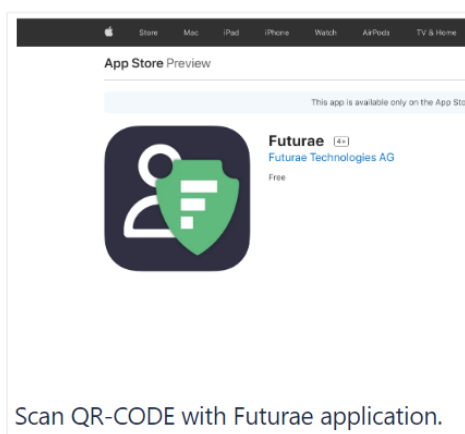 Store Mac iPad iPhone Watch AirPods TV & Home
App Store Preview
This app is available only on the App Sto
Futurae 4+
Futurae Technologies AG
Free
Scan QR-CODE with Futurae application.